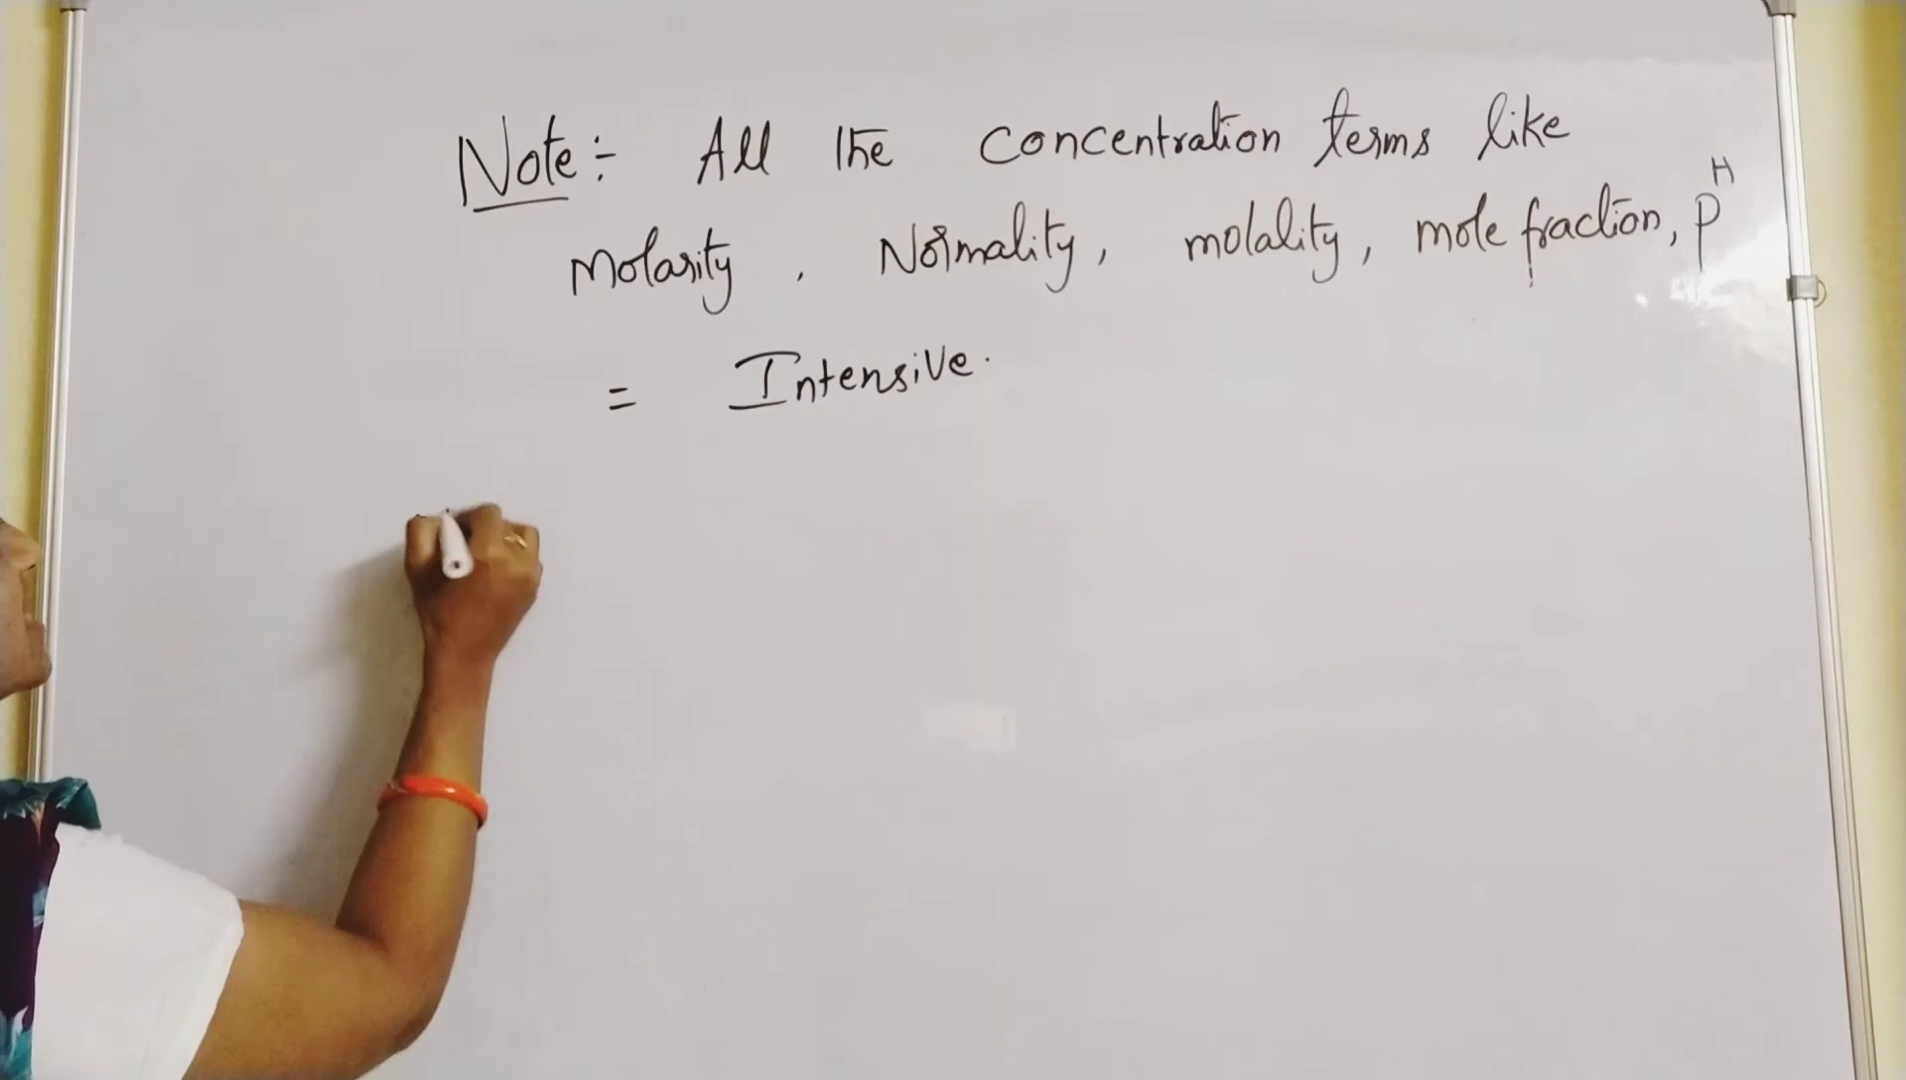 Note:- All the concentration terms like
Molarity, Normality, molality, mole fraction, pH
= Intensive.